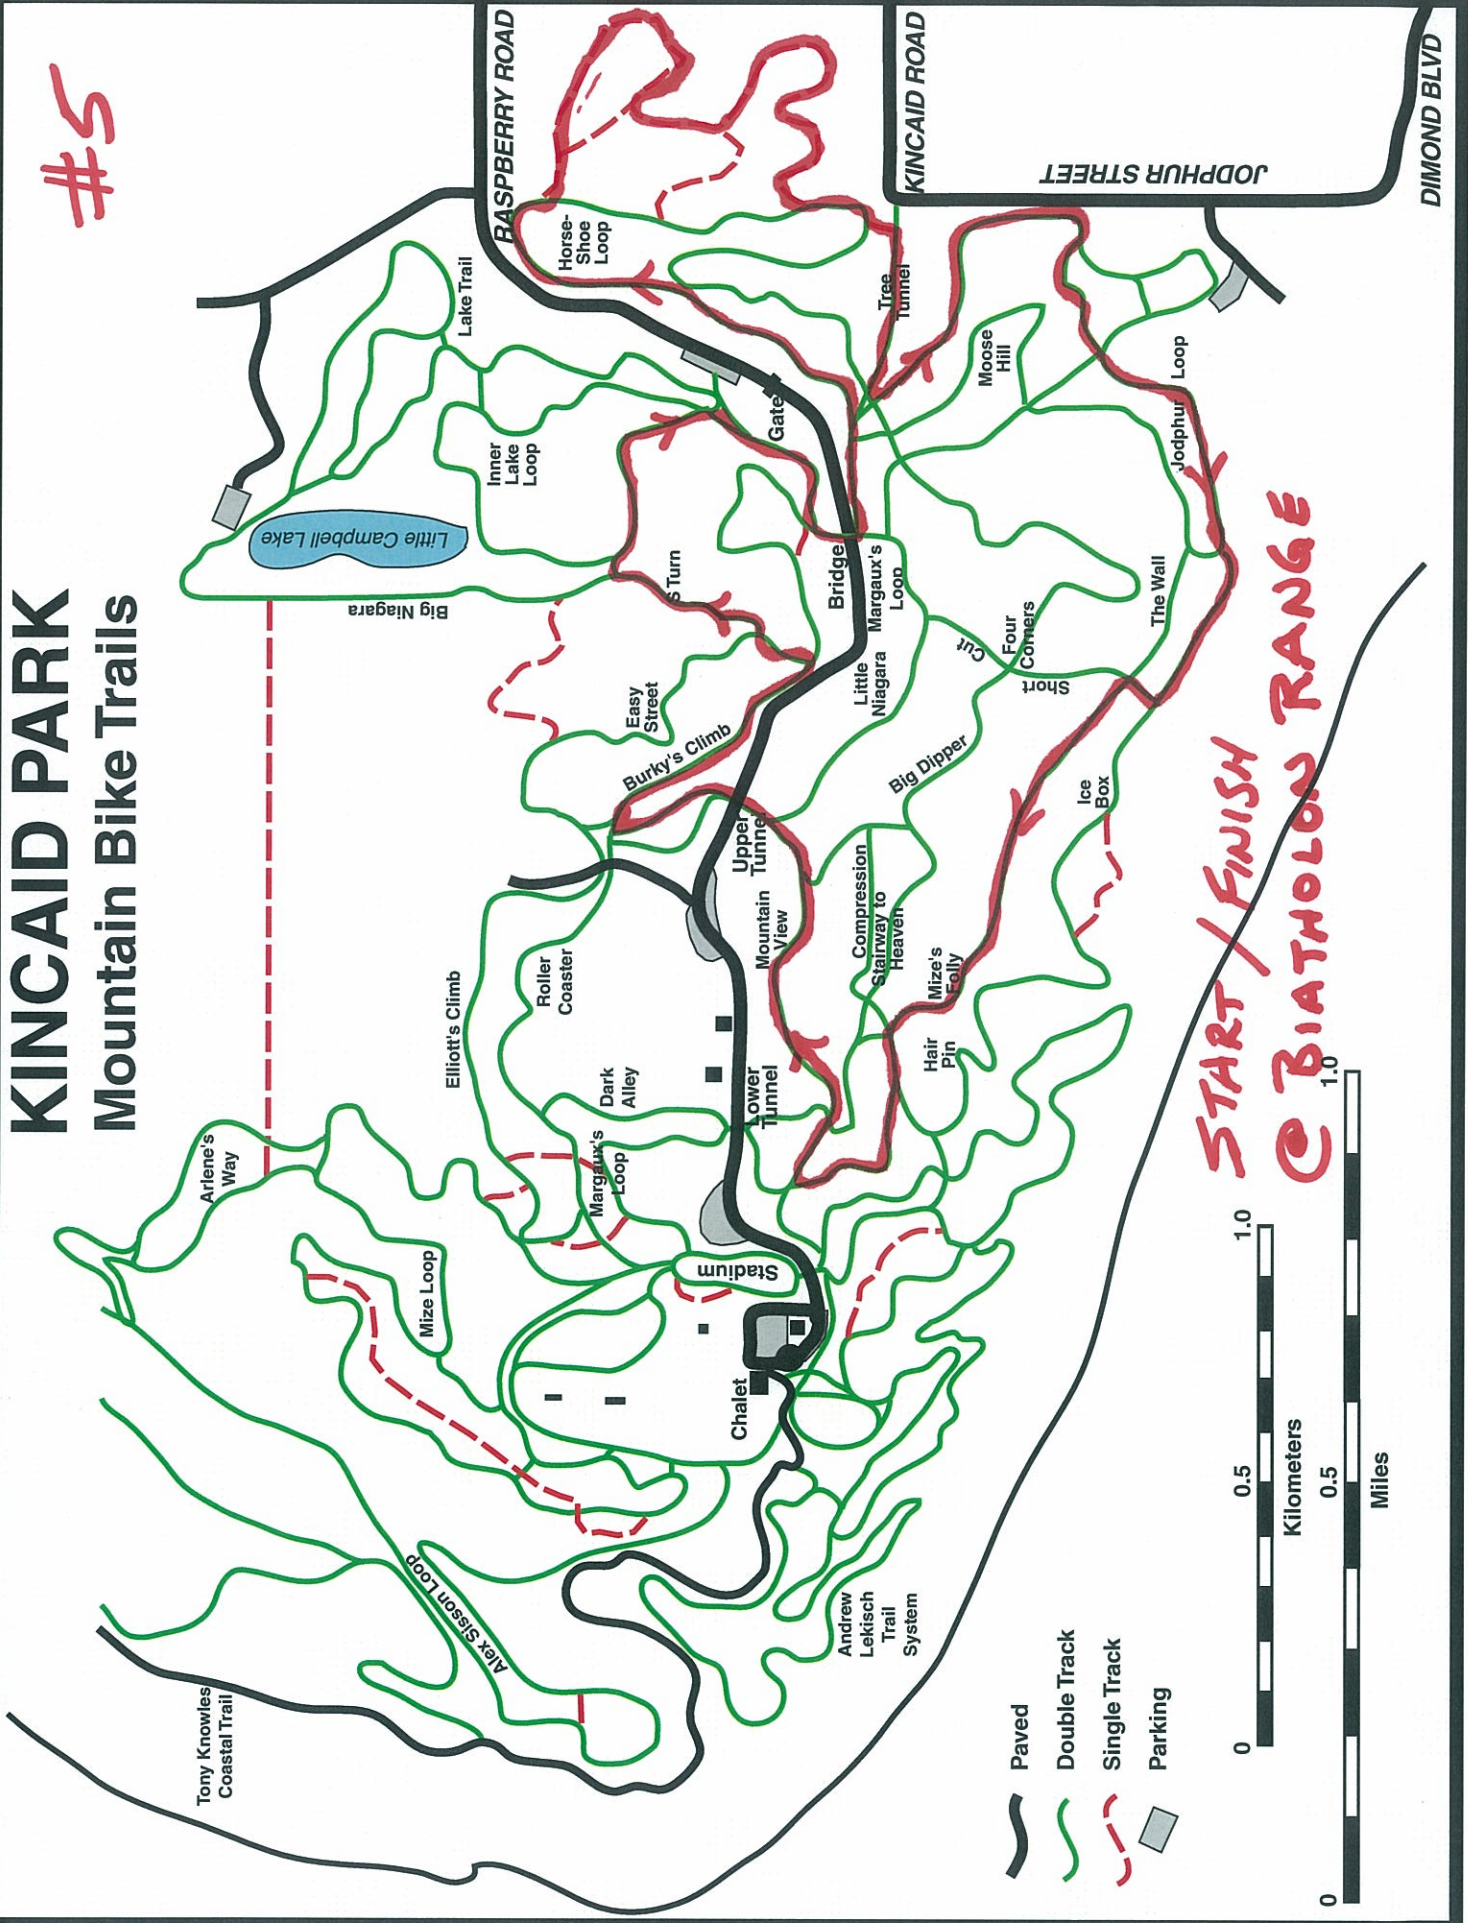 KINCAID PARK
Mountain Bike Trails
#5
RASPBERRY ROAD
KINCAID ROAD
JODPHUR STREET
DIMOND BLVD
Horse-
Shoe
Loop
Lake Trail
Tree
Tunnel
Moose
Hill
Loop
Jodphur
Gate
Inner
Lake
Loop
Little Campbell Lake
Big Niagara
S Turn
Bridge
Margaux's
Loop
The Wall
Four
Corners
Cut
Short
Little
Niagara
Easy
Street
Burky's Climb
Big Dipper
Ice
Box
Upper
Tunnel
Mountain
View
Compression
Stairway to
Heaven
Mize's
Folly
Hair
Pin
Roller
Coaster
Elliott's Climb
Dark
Alley
Lower
Tunnel
Margaux's
Loop
Arlene's
Way
Mize Loop
Stadium
Chalet
Alex Sisson Loop
Andrew
Lekisch
Trail
System
Tony Knowles
Coastal Trail
START / FINISH
@ BIATHOLON RANGE
Paved
Double Track
Single Track
Parking
0 0.5 1.0
Kilometers
0 0.5 1.0
Miles